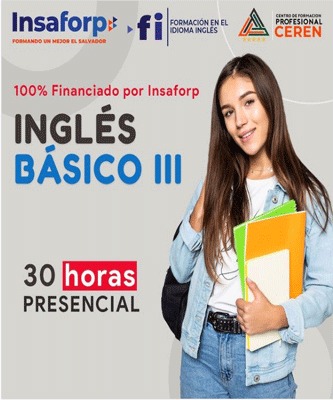 Insaforp
FORMANDO UN MEJOR EL SALVADOR
fi
FORMACIÓN EN EL
IDIOMA INGLÉS
CENTRO DE FORMACIÓN
PROFESIONAL
CEREN
100% Financiado por Insaforp
INGLÉS
BÁSICO III
30 horas
PRESENCIAL